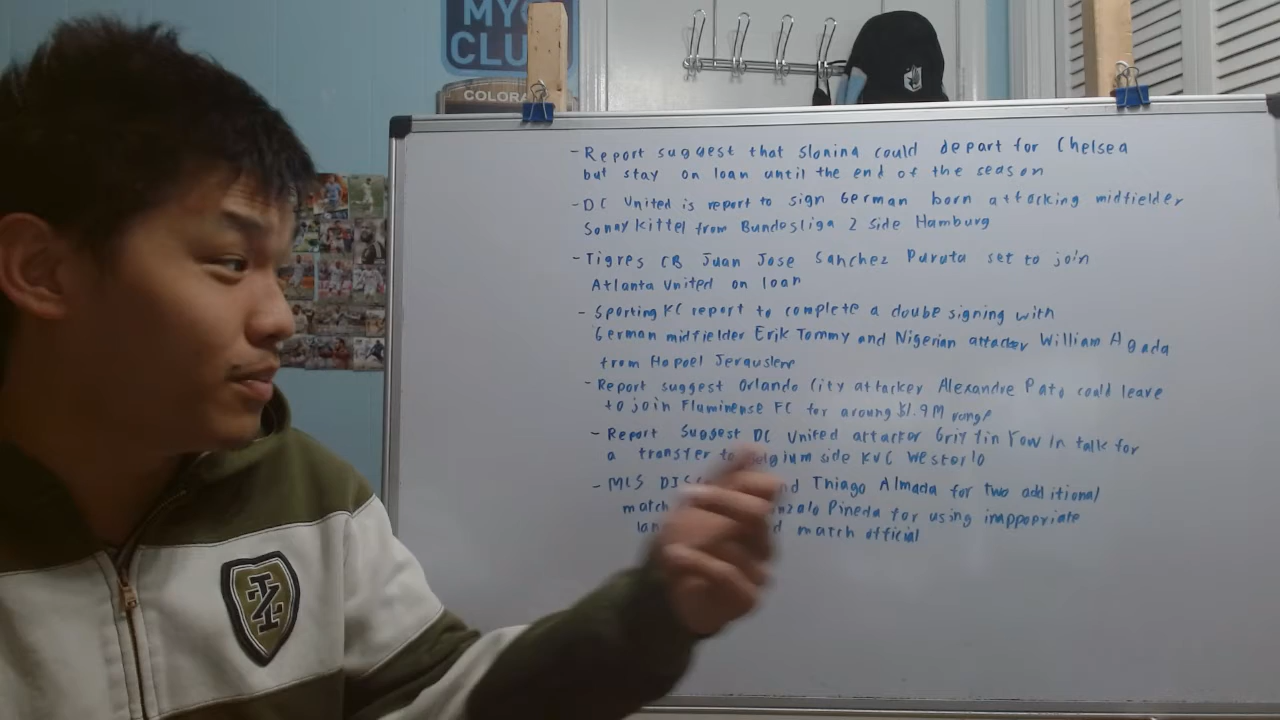 MY
CLU
COLORA
- Report suggest that slonina could depart for Chelsea
but stay on loan until the end of the season
- DC United is report to sign German born attacking midfielder
Sonny Kittel from Bundesliga 2 side Hamburg
- Tigres CB Juan Jose Sanchez Purata set to join
Atlanta United on loan
- Sporting KC report to complete a doube signing with
German midfielder Erik Tommy and Nigerian attacker William Agada
from Hapoel Jerauslem
- Report suggest Orlando City attacker Alexandre Pato could leave
to join Fluminense FC for around $1.9M range
- Report Suggest DC United attacker Griffin Yow in talk for
a transfer to Belgium side KVC Westerlo
- MLS Thiago Almada for two additional
match Pineda for using inappopriate
match official